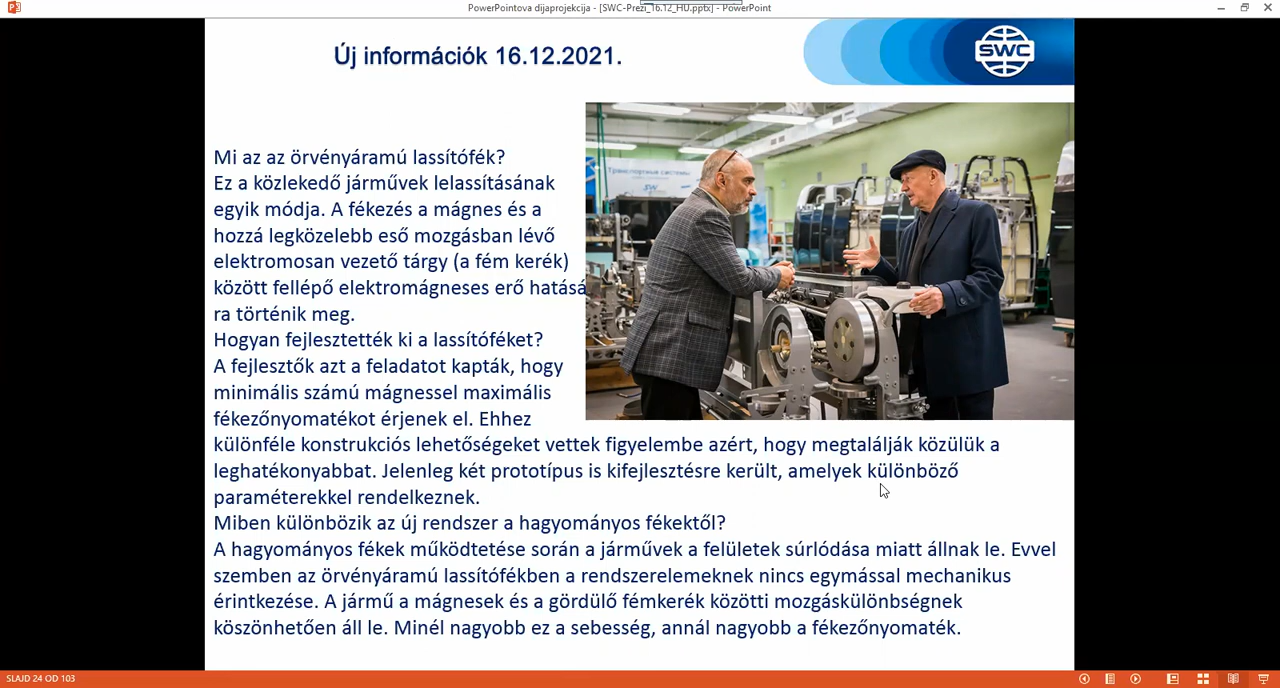 PowerPointova dijaprojekcija - [SWC-Prezi_16.12_HU.pptx] - PowerPoint
Új információk 16.12.2021.
SWC
Mi az az örvényáramú lassítófék?
Ez a közlekedő járművek lelassításának
egyik módja. A fékezés a mágnes és a
hozzá legközelebb eső mozgásban lévő
elektromosan vezető tárgy (a fém kerék)
között fellépő elektromágneses erő hatásá
ra történik meg.
Hogyan fejlesztették ki a lassítóféket?
A fejlesztők azt a feladatot kapták, hogy
minimális számú mágnessel maximális
fékezőnyomatékot érjenek el. Ehhez
különféle konstrukciós lehetőségeket vettek figyelembe azért, hogy megtalálják közülük a
leghatékonyabbat. Jelenleg két prototípus is kifejlesztésre került, amelyek különböző
paraméterekkel rendelkeznek.
Miben különbözik az új rendszer a hagyományos fékektől?
A hagyományos fékek működtetése során a járművek a felületek súrlódása miatt állnak le. Evvel
szemben az örvényáramú lassítófékben a rendszerelemeknek nincs egymással mechanikus
érintkezése. A jármű a mágnesek és a gördülő fémkerék közötti mozgáskülönbségnek
köszönhetően áll le. Minél nagyobb ez a sebesség, annál nagyobb a fékezőnyomaték.
Транспортные системы
SW
SLAJD 24 OD 103